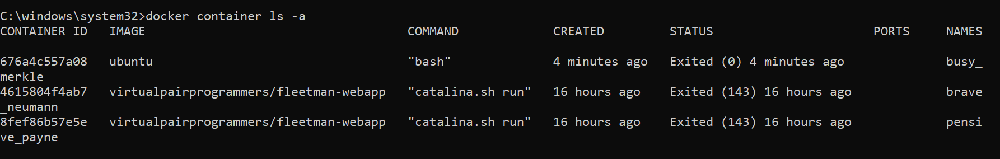 C:\windows\system32>docker container ls -a
CONTAINER ID   IMAGE                                    COMMAND             CREATED         STATUS                      PORTS     NAMES
676a4c557a08   ubuntu                                   "bash"              4 minutes ago   Exited (0) 4 minutes ago              busy_
merkle
4615804f4ab7   virtualpairprogrammers/fleetman-webapp   "catalina.sh run"   16 hours ago    Exited (143) 16 hours ago             brave
_neumann
8fef86b57e5e   virtualpairprogrammers/fleetman-webapp   "catalina.sh run"   16 hours ago    Exited (143) 16 hours ago             pensi
ve_payne